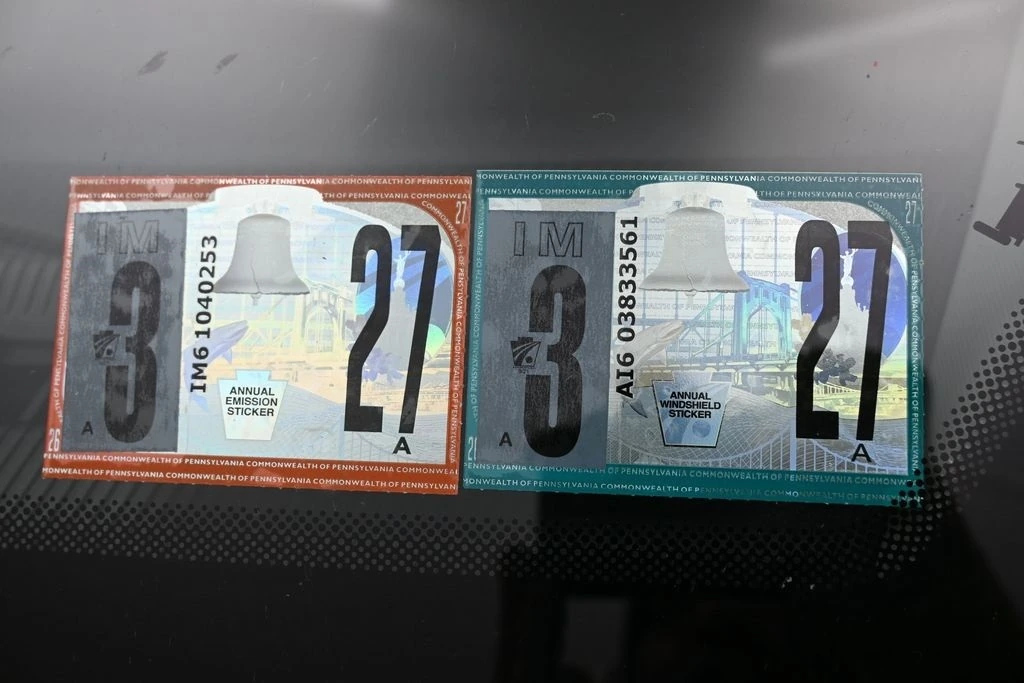 COMMONWEALTH OF PENNSYLVANIA COMMONWEALTH OF PENNSYLVANIA
IM
3
A
IM6 1040253
ANNUAL
EMISSION
STICKER
27
A
27
26
COMMONWEALTH OF PENNSYLVANIA COMMONWEALTH OF PENNSYLVANIA
COMMONWEALTH OF PENNSYLVANIA COMMONWEALTH OF PENNSYLVANIA
IM
3
A
AI6 03833561
ANNUAL
WINDSHIELD
STICKER
27
A
27
COMMONWEALTH OF PENNSYLVANIA COMMONWEALTH OF PENNSYLVANIA